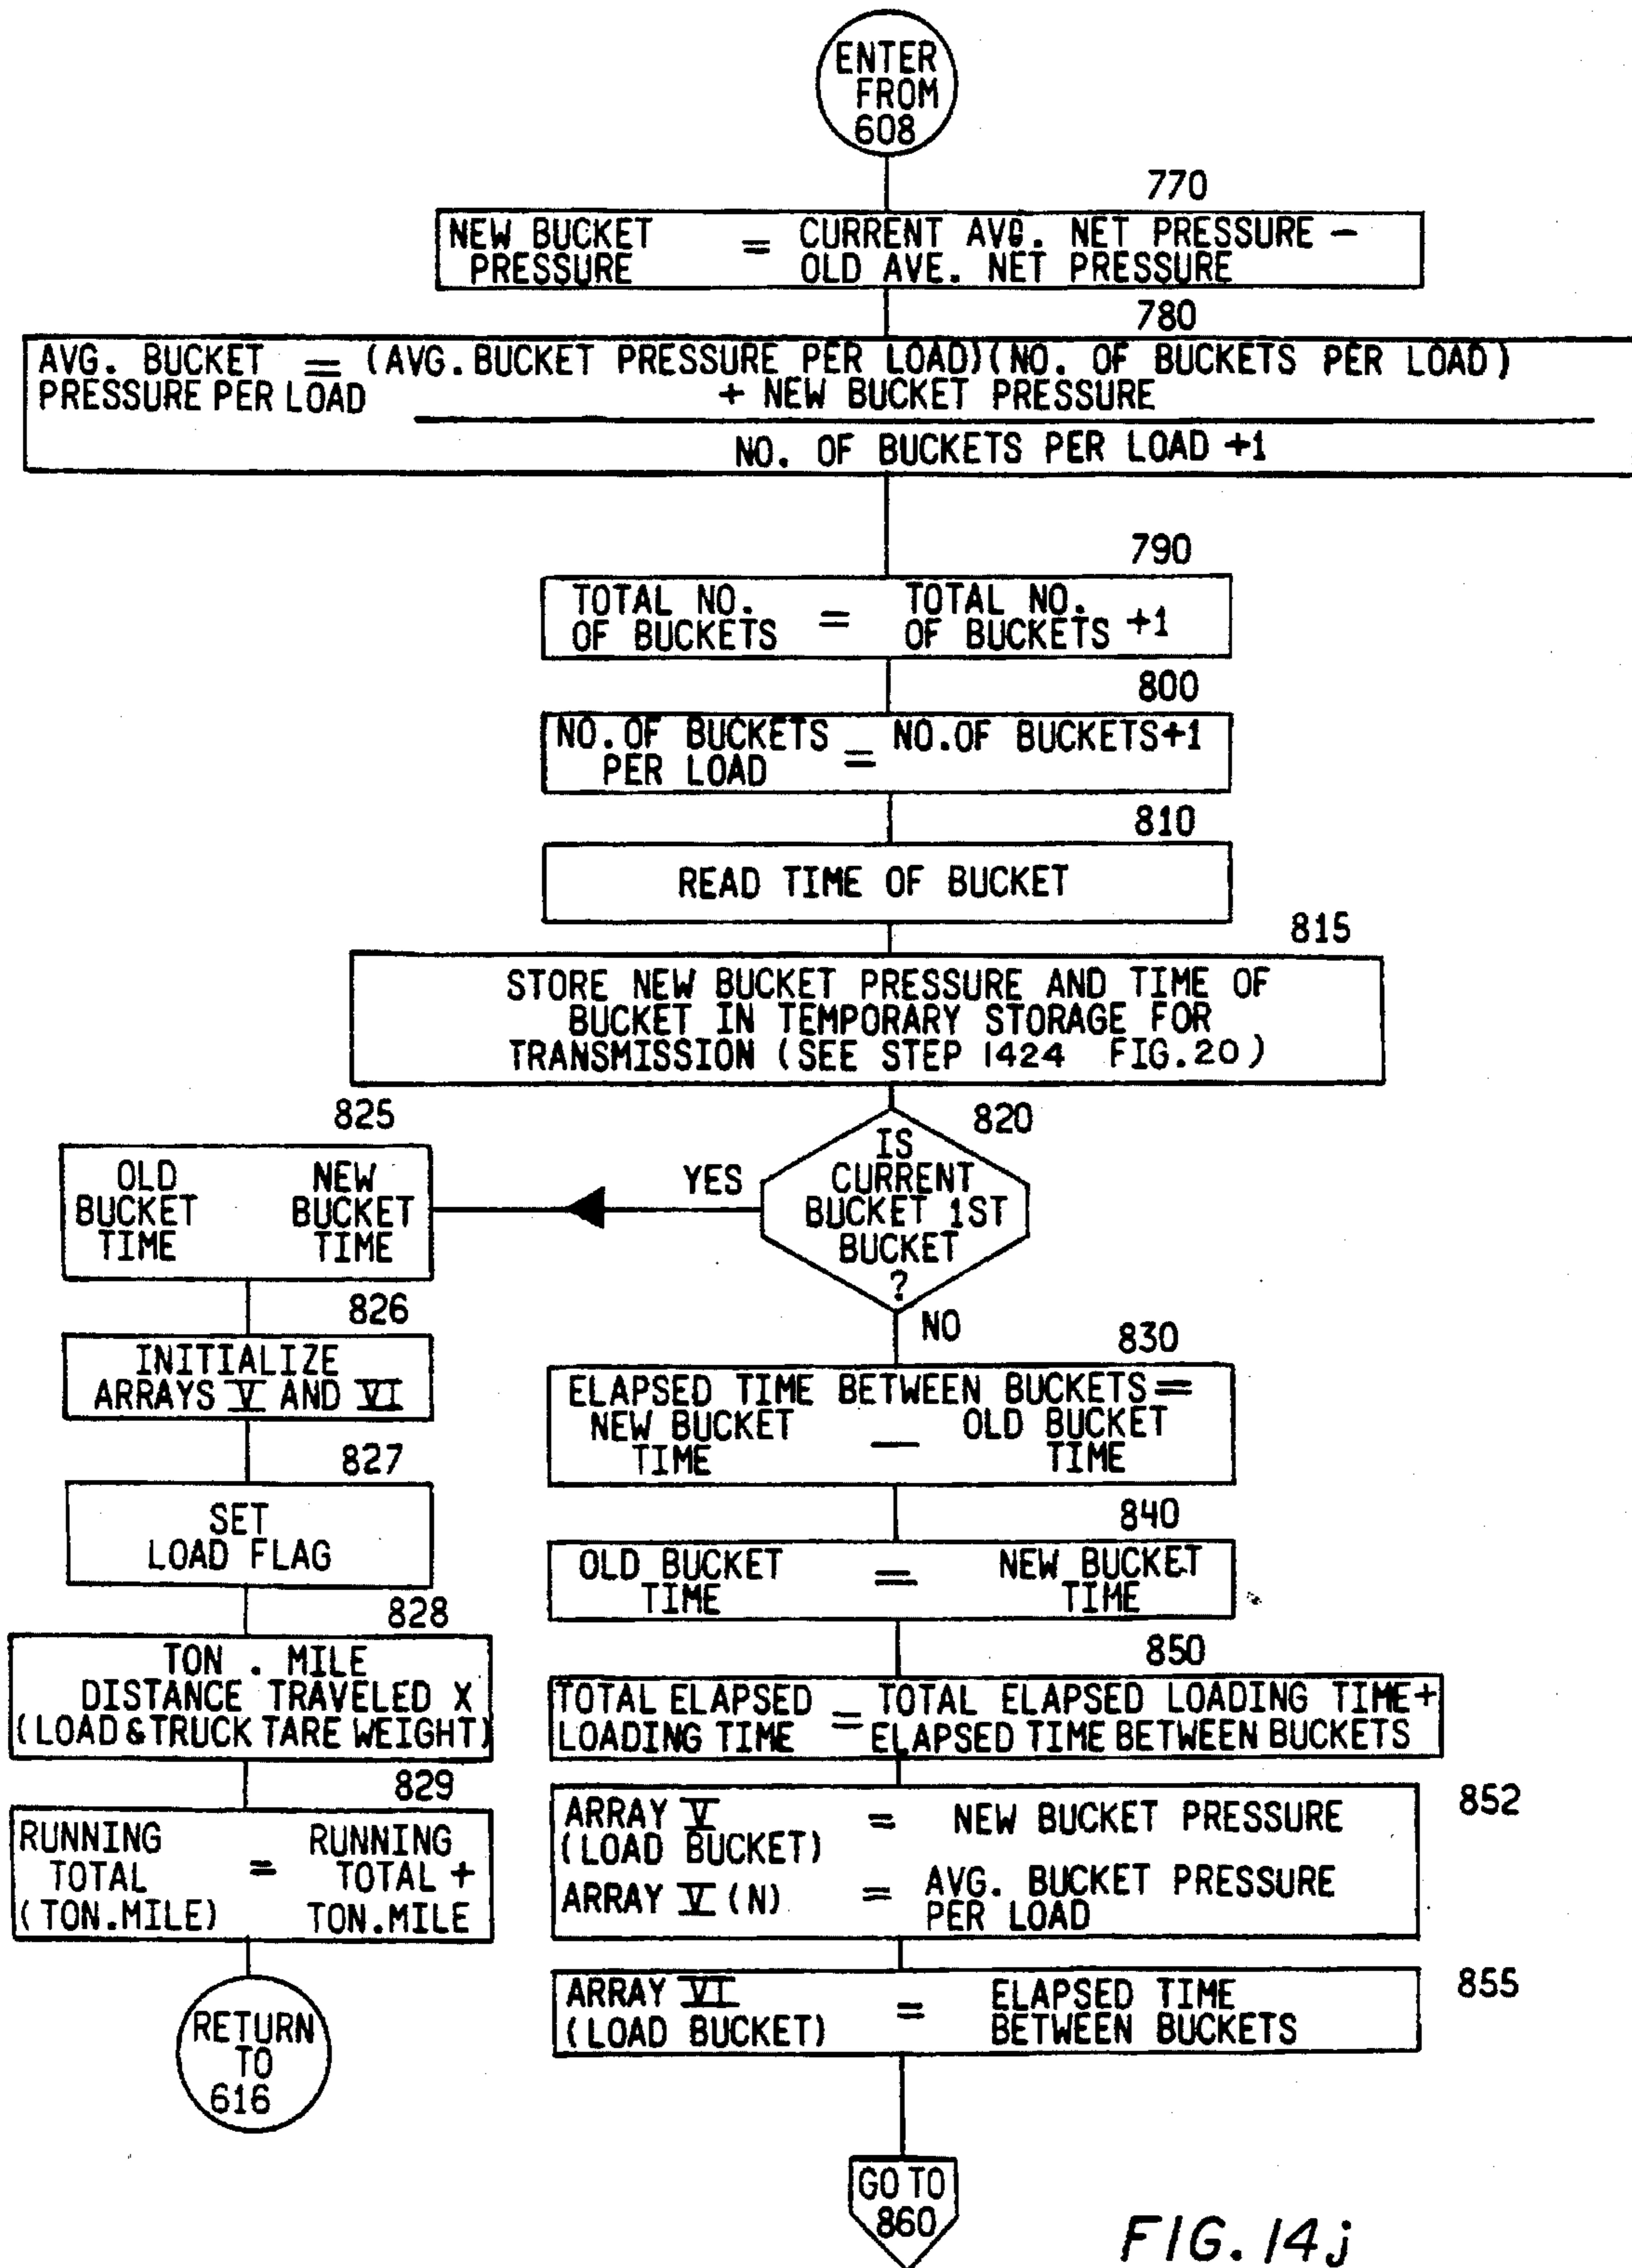 ENTER
FROM
608
770
NEW BUCKET = CURRENT AVG. NET PRESSURE –
PRESSURE OLD AVE. NET PRESSURE
780
AVG. BUCKET = (AVG. BUCKET PRESSURE PER LOAD)(NO. OF BUCKETS PER LOAD)
PRESSURE PER LOAD + NEW BUCKET PRESSURE
NO. OF BUCKETS PER LOAD +1
790
TOTAL NO. = TOTAL NO. +1
OF BUCKETS OF BUCKETS
800
NO. OF BUCKETS = NO. OF BUCKETS+1
PER LOAD
810
READ TIME OF BUCKET
815
STORE NEW BUCKET PRESSURE AND TIME OF
BUCKET IN TEMPORARY STORAGE FOR
TRANSMISSION (SEE STEP 1424 FIG.20)
820
IS
CURRENT
BUCKET 1ST
BUCKET
?
YES
NO
825
OLD NEW
BUCKET BUCKET
TIME TIME
826
INITIALIZE
ARRAYS V AND VI
827
SET
LOAD FLAG
828
TON . MILE
DISTANCE TRAVELED X
(LOAD & TRUCK TARE WEIGHT)
829
RUNNING RUNNING
TOTAL = TOTAL +
(TON.MILE) TON.MILE
RETURN
TO
616
830
ELAPSED TIME BETWEEN BUCKETS =
NEW BUCKET — OLD BUCKET
TIME TIME
840
OLD BUCKET = NEW BUCKET
TIME TIME
850
TOTAL ELAPSED = TOTAL ELAPSED LOADING TIME +
LOADING TIME ELAPSED TIME BETWEEN BUCKETS
852
ARRAY V = NEW BUCKET PRESSURE
(LOAD BUCKET)
ARRAY V (N) = AVG. BUCKET PRESSURE
PER LOAD
855
ARRAY VI = ELAPSED TIME
(LOAD BUCKET) BETWEEN BUCKETS
GO TO
860
FIG. 14j